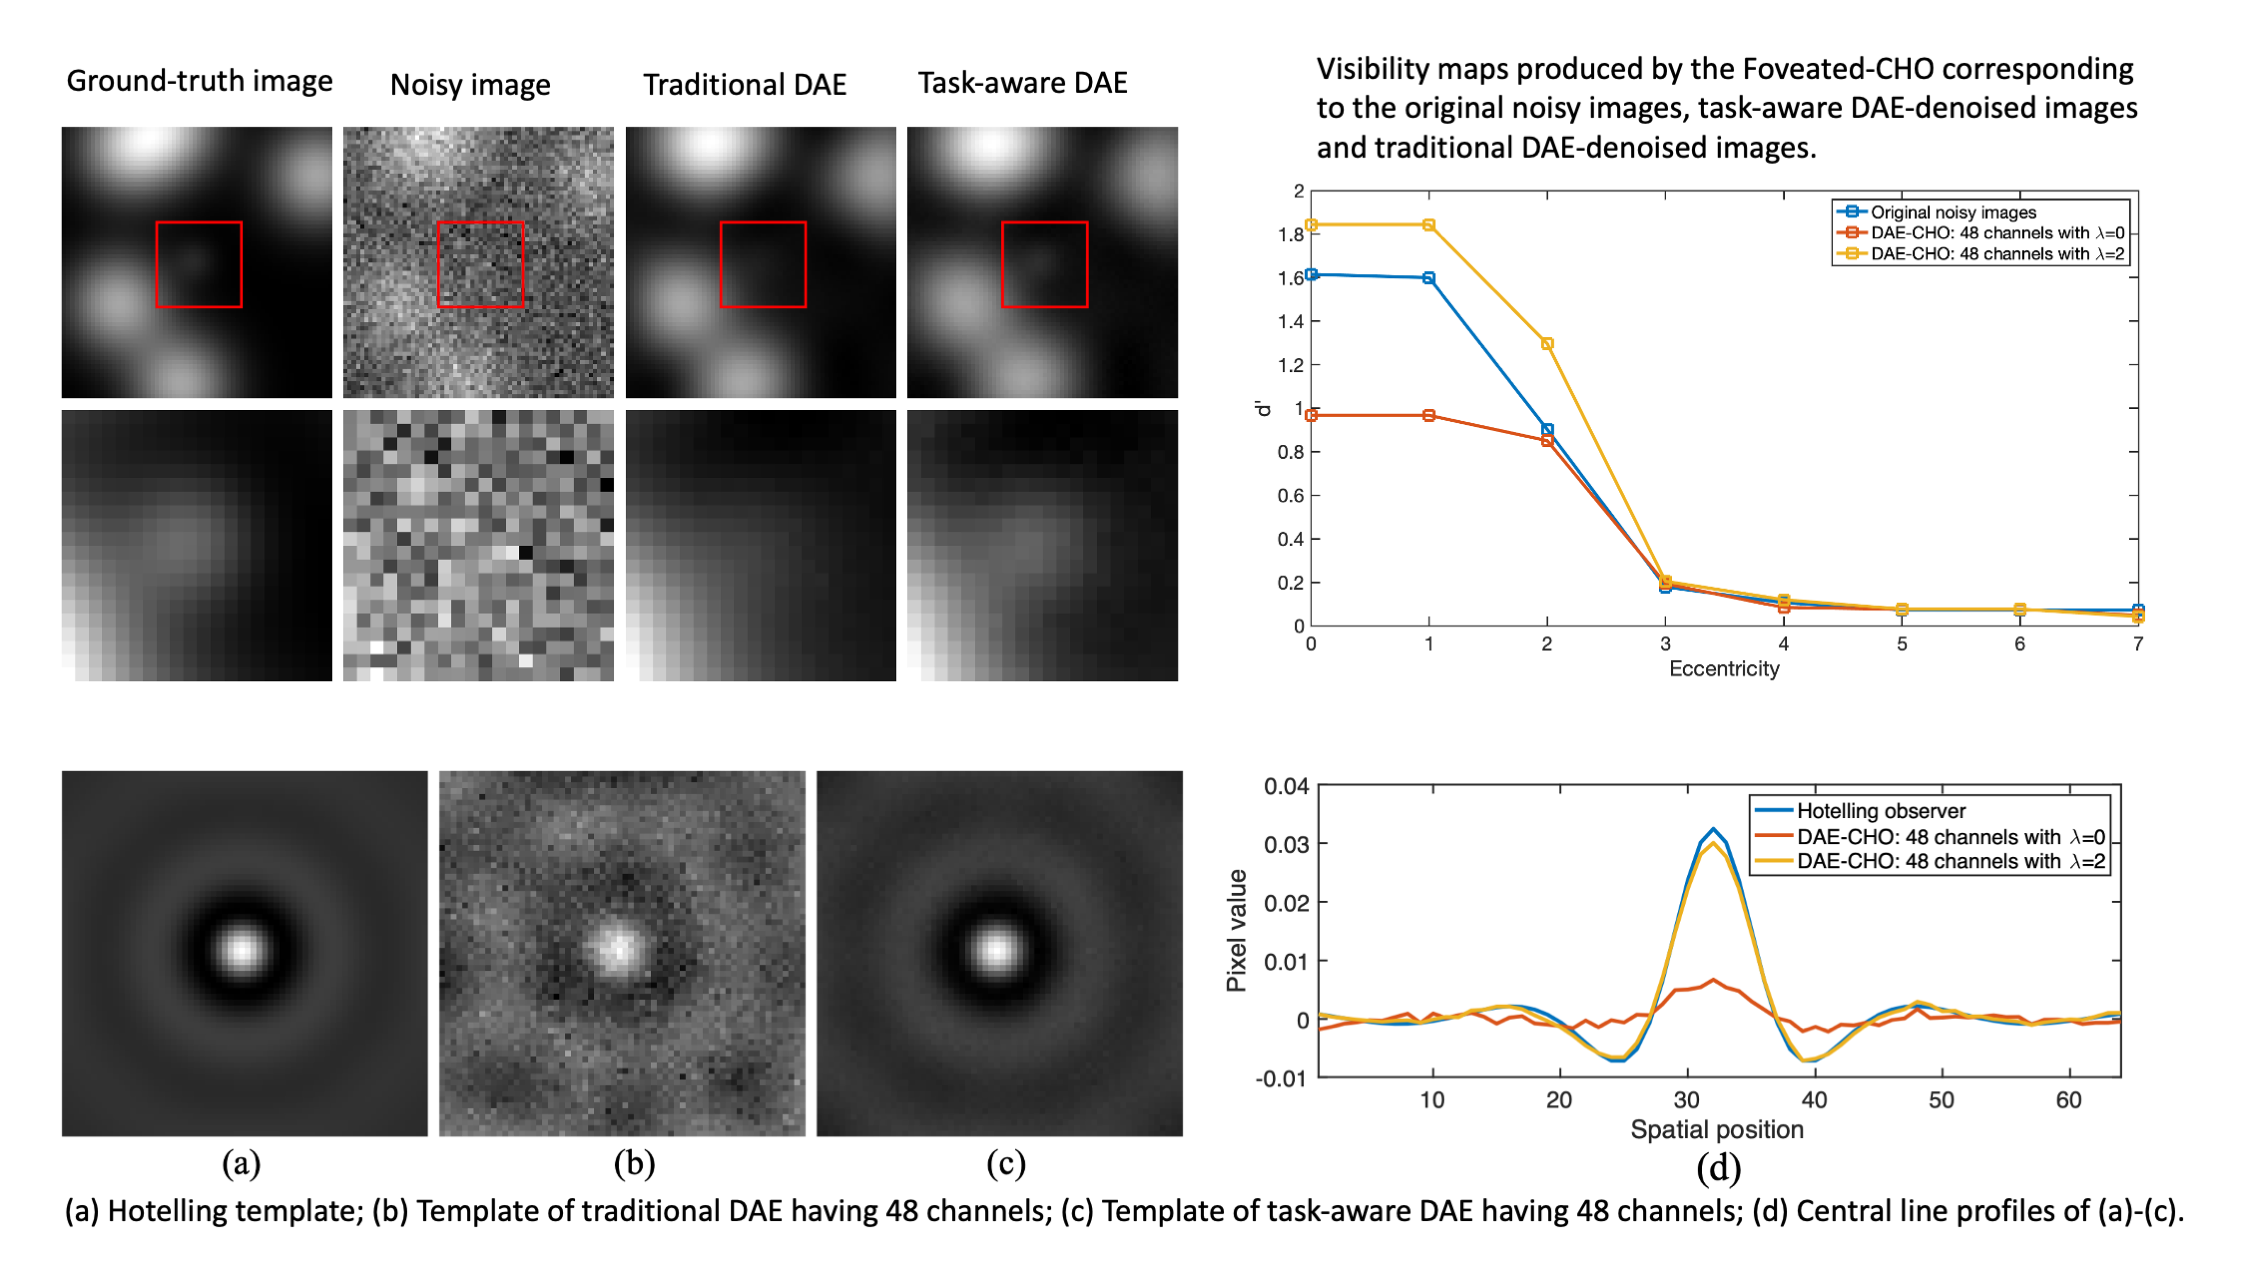 Ground-truth image
Noisy image
Traditional DAE
Task-aware DAE
Visibility maps produced by the Foveated-CHO corresponding
to the original noisy images, task-aware DAE-denoised images
and traditional DAE-denoised images.
Original noisy images
DAE-CHO: 48 channels with λ=0
DAE-CHO: 48 channels with λ=2
2
1.8
1.6
1.4
1.2
1
0.8
0.6
0.4
0.2
0
d'
0 1 2 3 4 5 6 7
Eccentricity
Hotelling observer
DAE-CHO: 48 channels with λ=0
DAE-CHO: 48 channels with λ=2
0.04
0.03
0.02
0.01
0
-0.01
Pixel value
10 20 30 40 50 60
Spatial position
(a)
(b)
(c)
(d)
(a) Hotelling template; (b) Template of traditional DAE having 48 channels; (c) Template of task-aware DAE having 48 channels; (d) Central line profiles of (a)-(c).